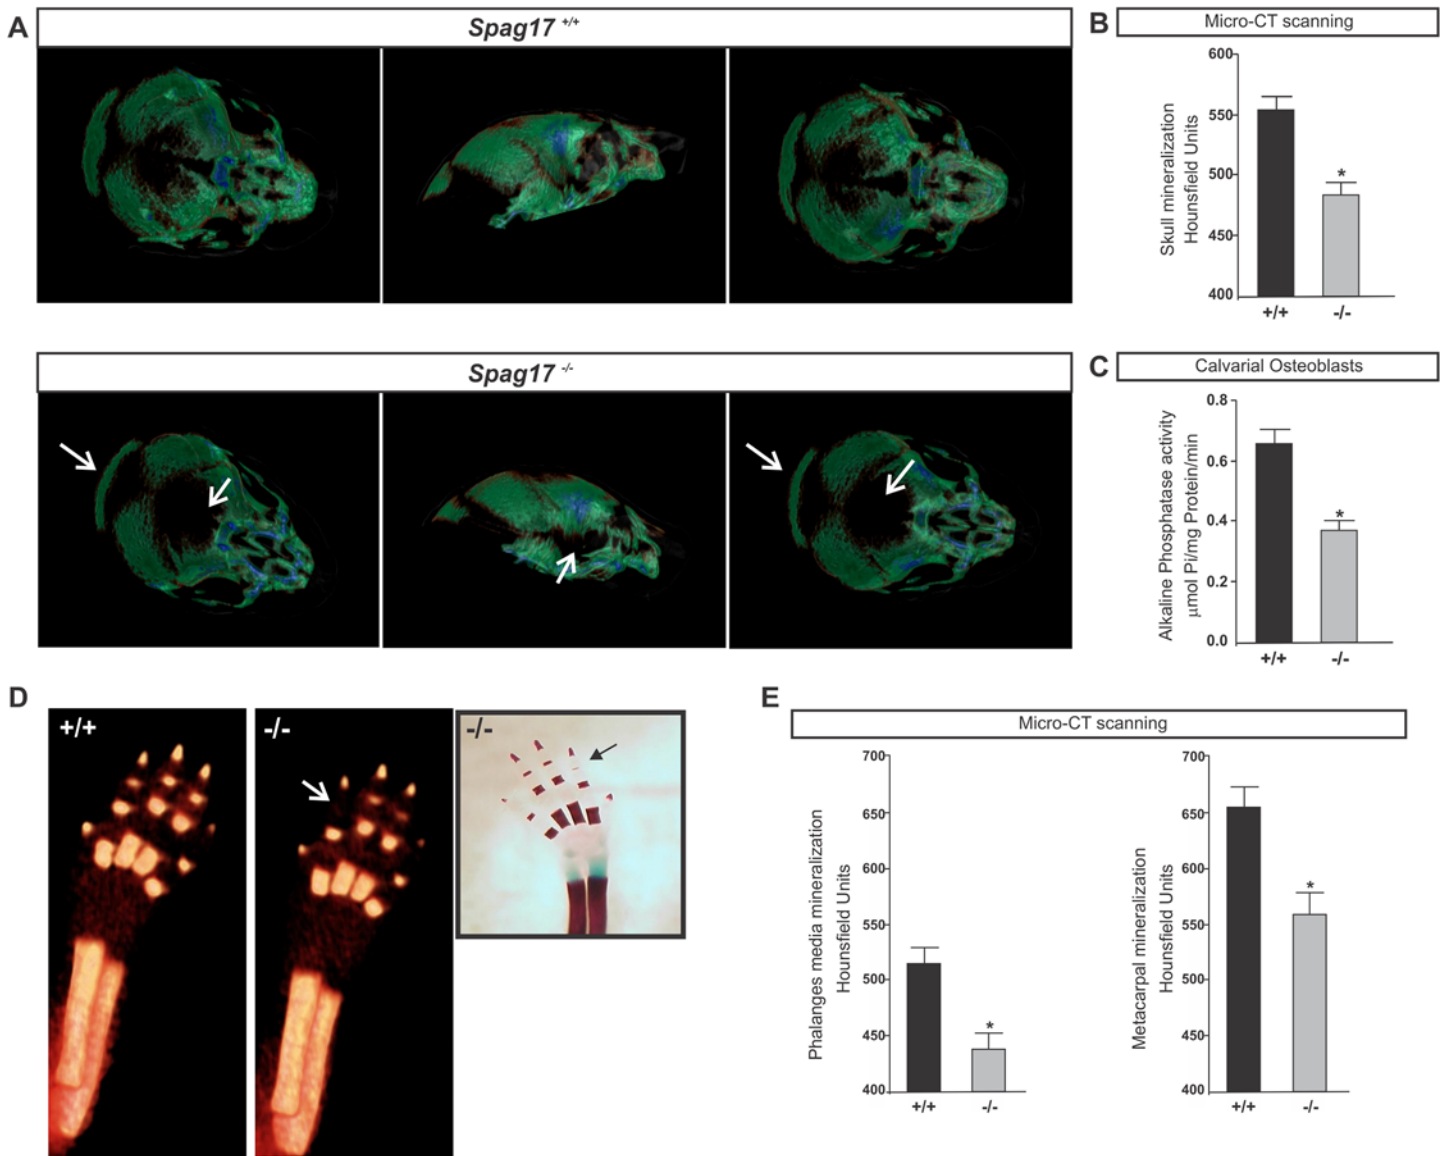 A
Spag17 +/+
B
Micro-CT scanning
Skull mineralization
Hounsfield Units
600
550
500
450
400
*
+/+
-/-
Spag17 -/-
C
Calvarial Osteoblasts
Alkaline Phosphatase activity
µmol Pi/mg Protein/min
0.8
0.6
0.4
0.2
0.0
*
+/+
-/-
D
+/+
-/-
-/-
E
Micro-CT scanning
Phalanges media mineralization
Hounsfield Units
700
650
600
550
500
450
400
*
+/+
-/-
Metacarpal mineralization
Hounsfield Units
700
650
600
550
500
450
400
*
+/+
-/-